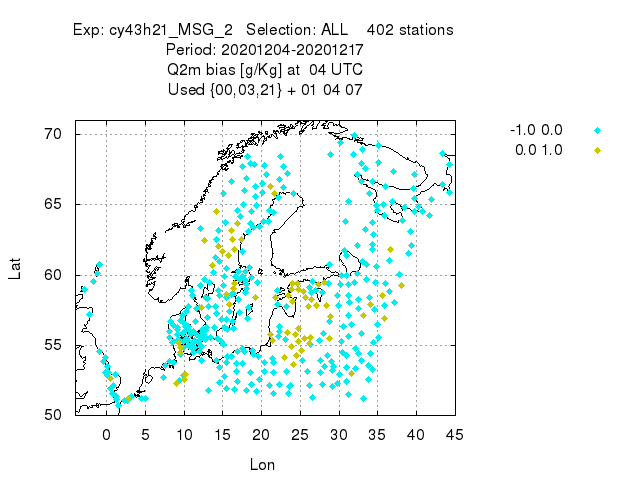 Exp: cy43h21_MSG_2 Selection: ALL 402 stations
Period: 20201204-20201217
Q2m bias [g/Kg] at 04 UTC
Used {00,03,21} + 01 04 07
-1.0 0.0
0.0 1.0
70
65
60
55
50
Lat
0 5 10 15 20 25 30 35 40 45
Lon